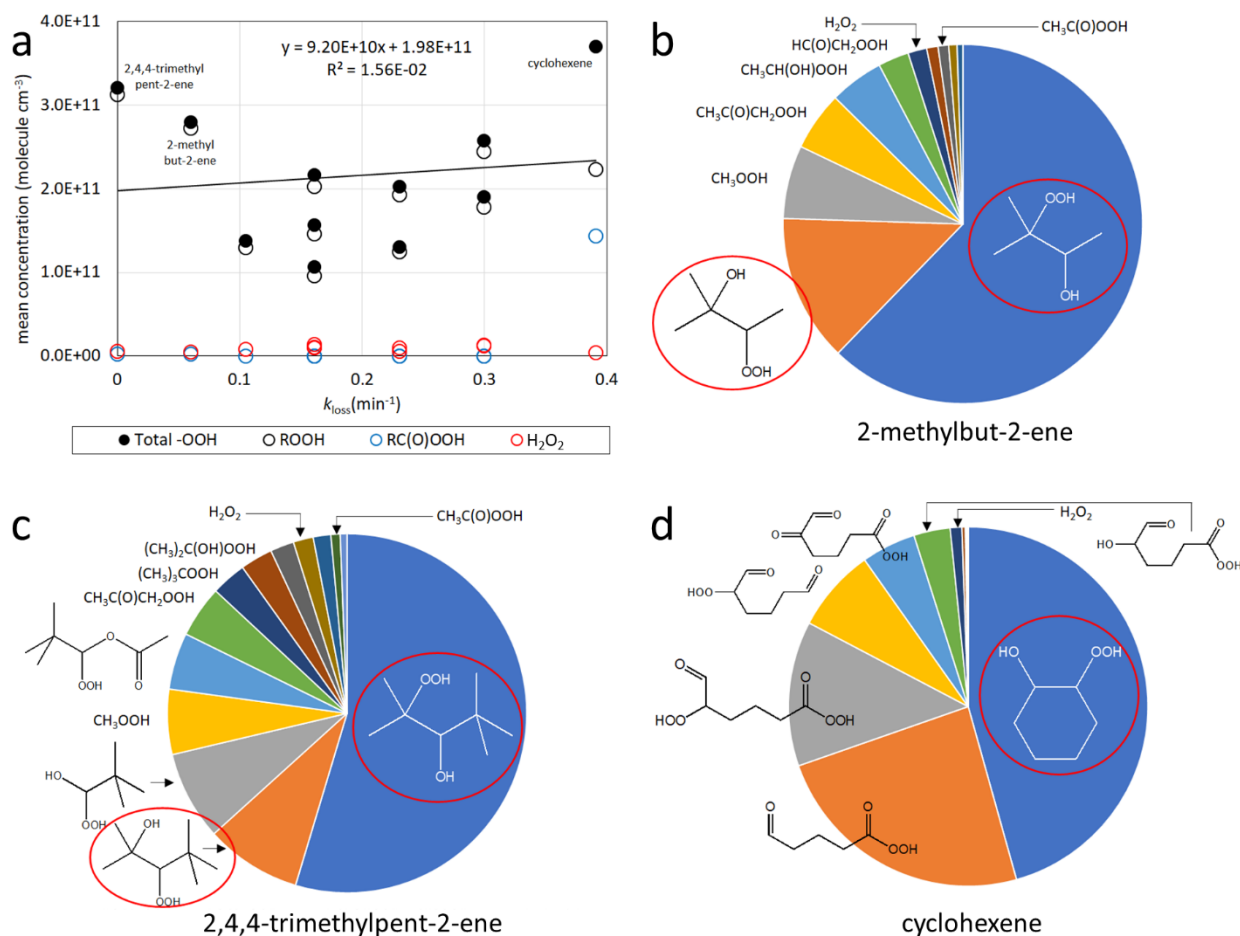 a
y = 9.20E+10x + 1.98E+11
R² = 1.56E-02
2,4,4-trimethyl
pent-2-ene
2-methyl
but-2-ene
cyclohexene
mean concentration (molecule cm⁻³)
4.0E+11
3.0E+11
2.0E+11
1.0E+11
0.0E+00
0
0.1
0.2
0.3
0.4
k_loss(min⁻¹)
Total -OOH
ROOH
RC(O)OOH
H₂O₂
b
H₂O₂
CH₃C(O)OOH
HC(O)CH₂OOH
CH₃CH(OH)OOH
CH₃C(O)CH₂OOH
CH₃OOH
OOH
OH
OH
OOH
2-methylbut-2-ene
c
H₂O₂
CH₃C(O)OOH
(CH₃)₂C(OH)OOH
(CH₃)₃COOH
CH₃C(O)CH₂OOH
O
OOH
O
CH₃OOH
HO
OOH
OH
OOH
OOH
OH
2,4,4-trimethylpent-2-ene
d
H₂O₂
O
O
O
OOH
O
HO
O
OOH
HOO
O
O
O
O
HOO
OOH
O
O
OOH
HO
OOH
cyclohexene